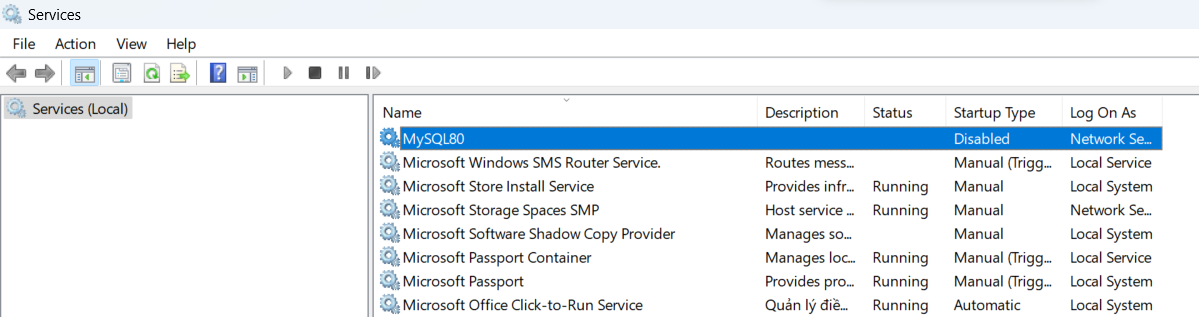 Services
File Action View Help
Services (Local)
Name Description Status Startup Type Log On As
MySQL80 Disabled Network Se...
Microsoft Windows SMS Router Service. Routes mess... Manual (Trigg... Local Service
Microsoft Store Install Service Provides infr... Running Manual Local System
Microsoft Storage Spaces SMP Host service ... Running Manual Network Se...
Microsoft Software Shadow Copy Provider Manages so... Manual Local System
Microsoft Passport Container Manages loc... Running Manual (Trigg... Local Service
Microsoft Passport Provides pro... Running Manual (Trigg... Local System
Microsoft Office Click-to-Run Service Quản lý điề... Running Automatic Local System